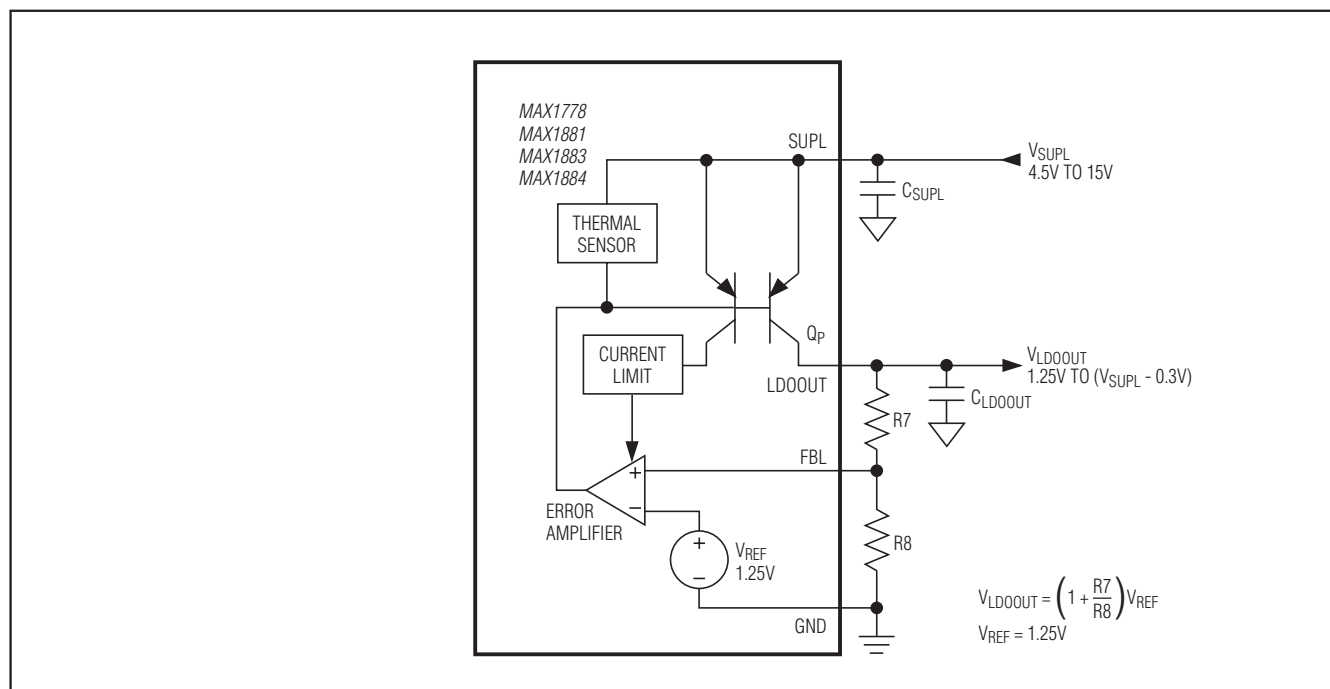 MAX1778
MAX1881
MAX1883
MAX1884
SUPL
VSUPL
4.5V TO 15V
CSUPL
THERMAL
SENSOR
QP
CURRENT
LIMIT
LDOOUT
VLDOOUT
1.25V TO (VSUPL - 0.3V)
CLDOOUT
R7
FBL
+
−
ERROR
AMPLIFIER
+
−
VREF
1.25V
R8
GND
VLDOOUT = (1 + R7/R8)VREF
VREF = 1.25V